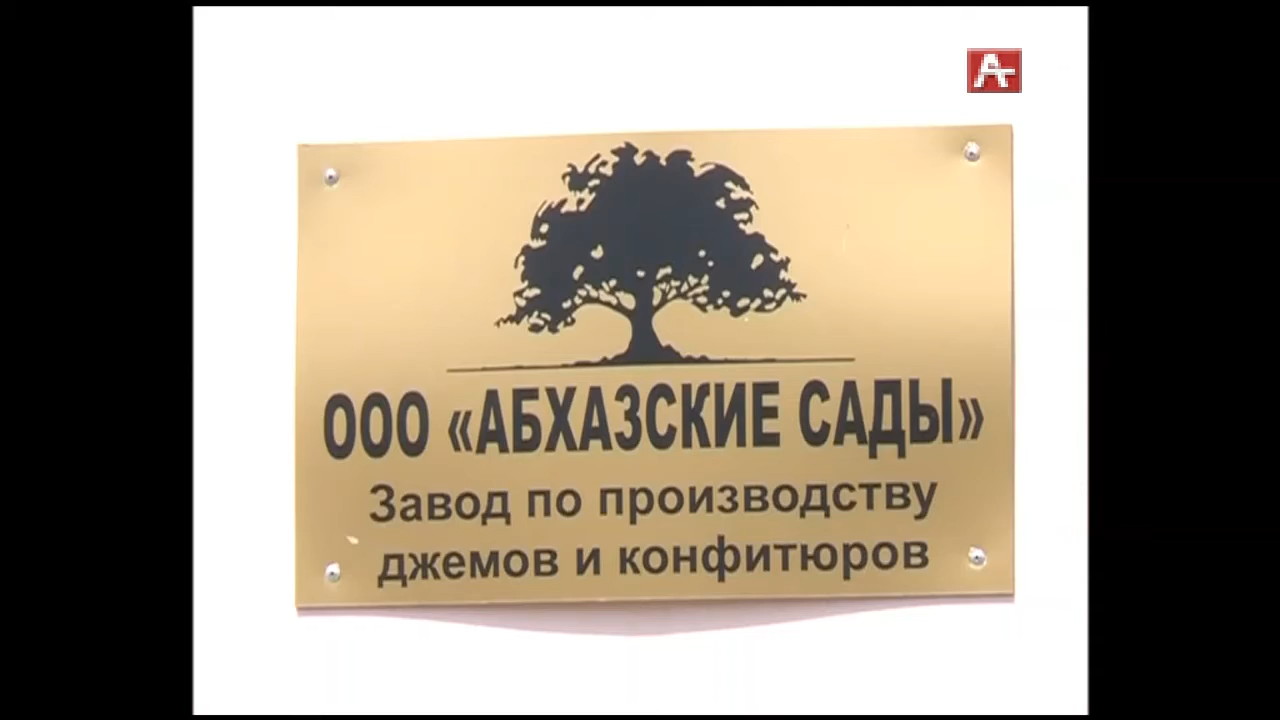 ООО «АБХАЗСКИЕ САДЫ»
Завод по производству
джемов и конфитюров